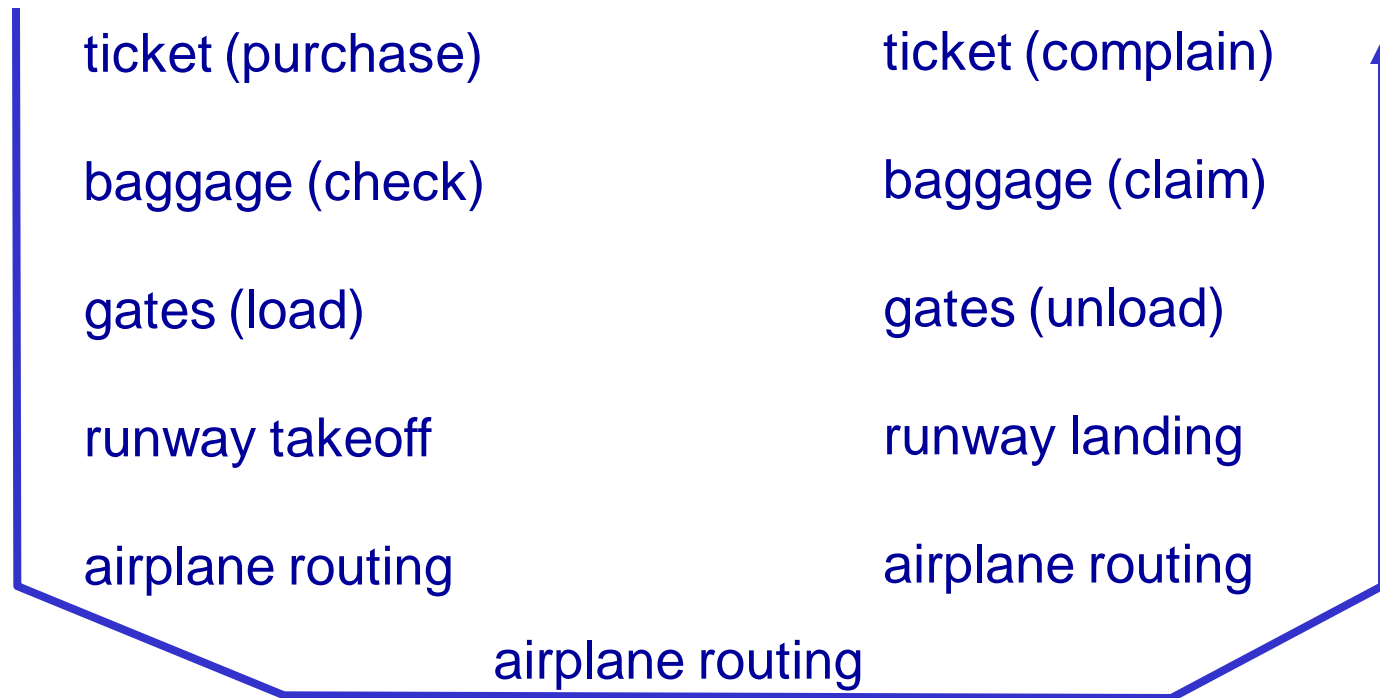 ticket (purchase)
baggage (check)
gates (load)
runway takeoff
airplane routing
airplane routing
ticket (complain)
baggage (claim)
gates (unload)
runway landing
airplane routing